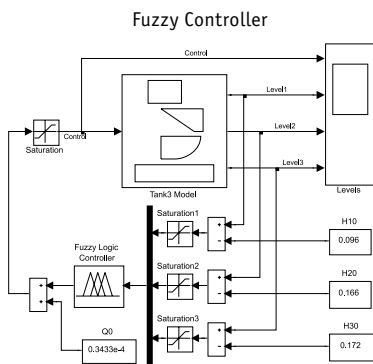 Fuzzy Controller
Control
Level1
Level2
Level3
Control
Saturation
Tank3 Model
Levels
Saturation1
H10
0.096
Fuzzy Logic
Controller
Saturation2
H20
0.166
Q0
0.3433e-4
Saturation3
H30
0.172